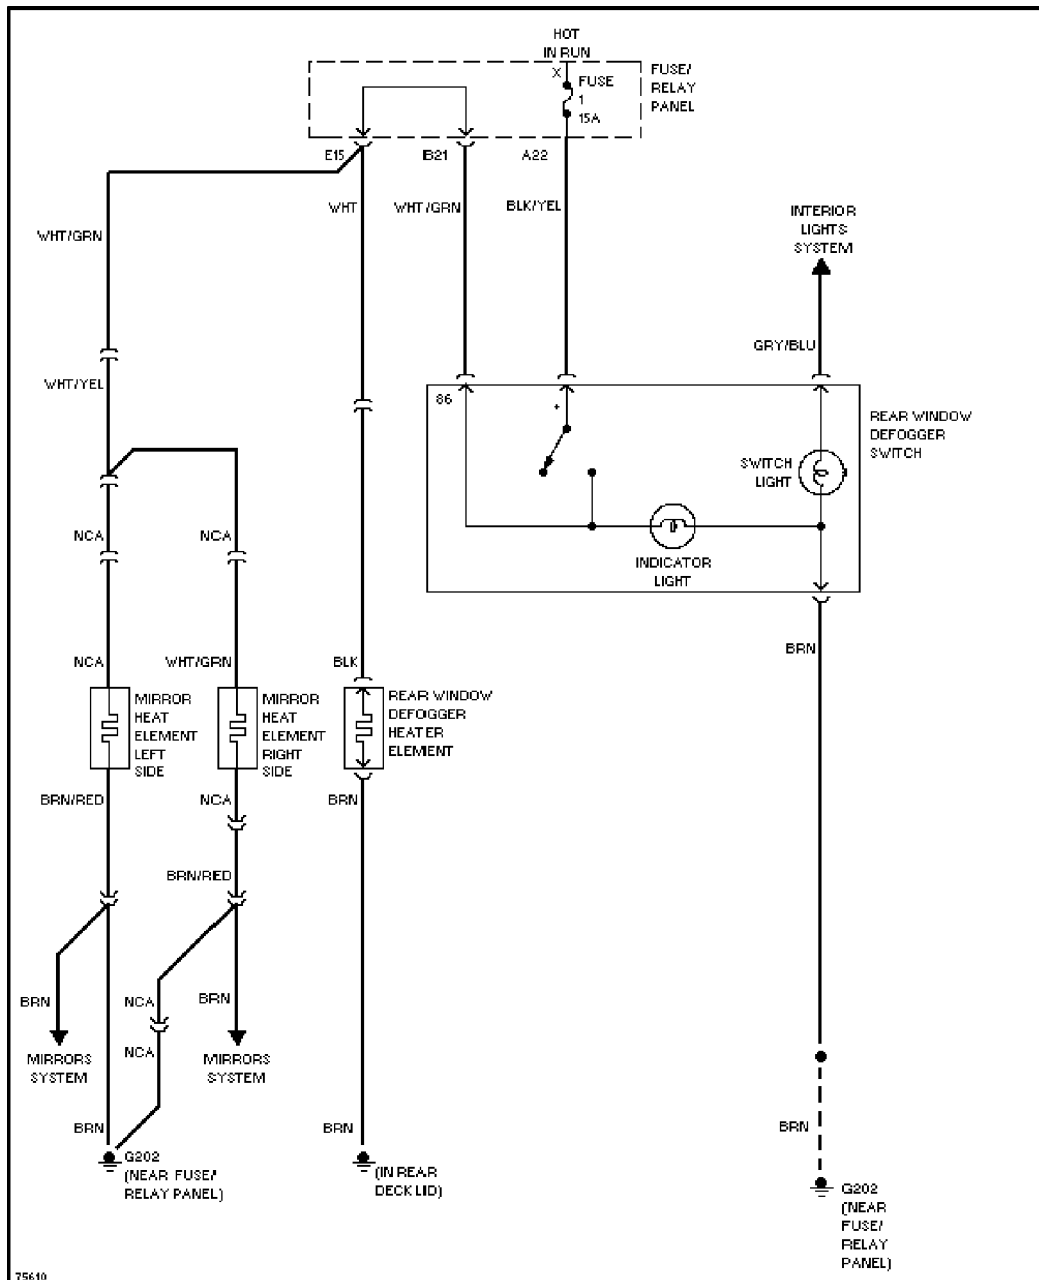 HOT
IN RUN
X
FUSE
1
15A
FUSE/
RELAY
PANEL
E15
B21
A22
WHT/GRN
WHT
WHT/GRN
BLK/YEL
INTERIOR
LIGHTS
SYSTEM
GRY/BLU
WHT/YEL
86
+
REAR WINDOW
DEFOGGER
SWITCH
SWITCH
LIGHT
INDICATOR
LIGHT
NCA
NCA
NCA
WHT/GRN
BLK
BRN
MIRROR
HEAT
ELEMENT
LEFT
SIDE
MIRROR
HEAT
ELEMENT
RIGHT
SIDE
REAR WINDOW
DEFOGGER
HEATER
ELEMENT
BRN/RED
NCA
BRN
BRN/RED
BRN
NCA
BRN
NCA
MIRRORS
SYSTEM
MIRRORS
SYSTEM
BRN
BRN
BRN
G202
(NEAR FUSE/
RELAY PANEL)
(IN REAR
DECK LID)
G202
(NEAR
FUSE/
RELAY
PANEL)
75610